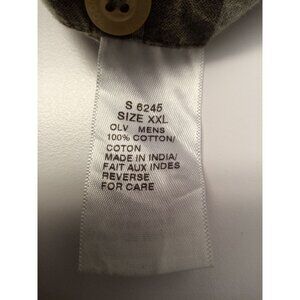 S 6245
SIZE XXL
OLV MENS
100% COTTON/
COTON
MADE IN INDIA/
FAIT AUX INDES
REVERSE
FOR CARE